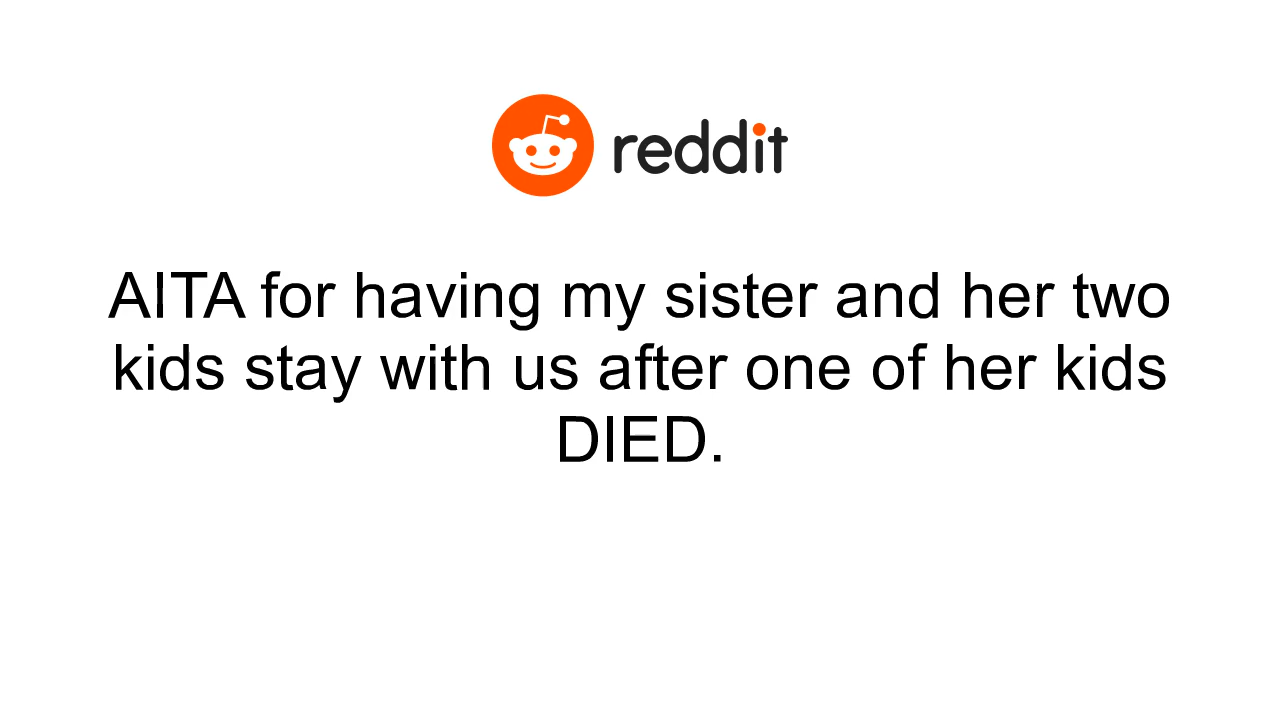 reddit
AITA for having my sister and her two
kids stay with us after one of her kids
DIED.